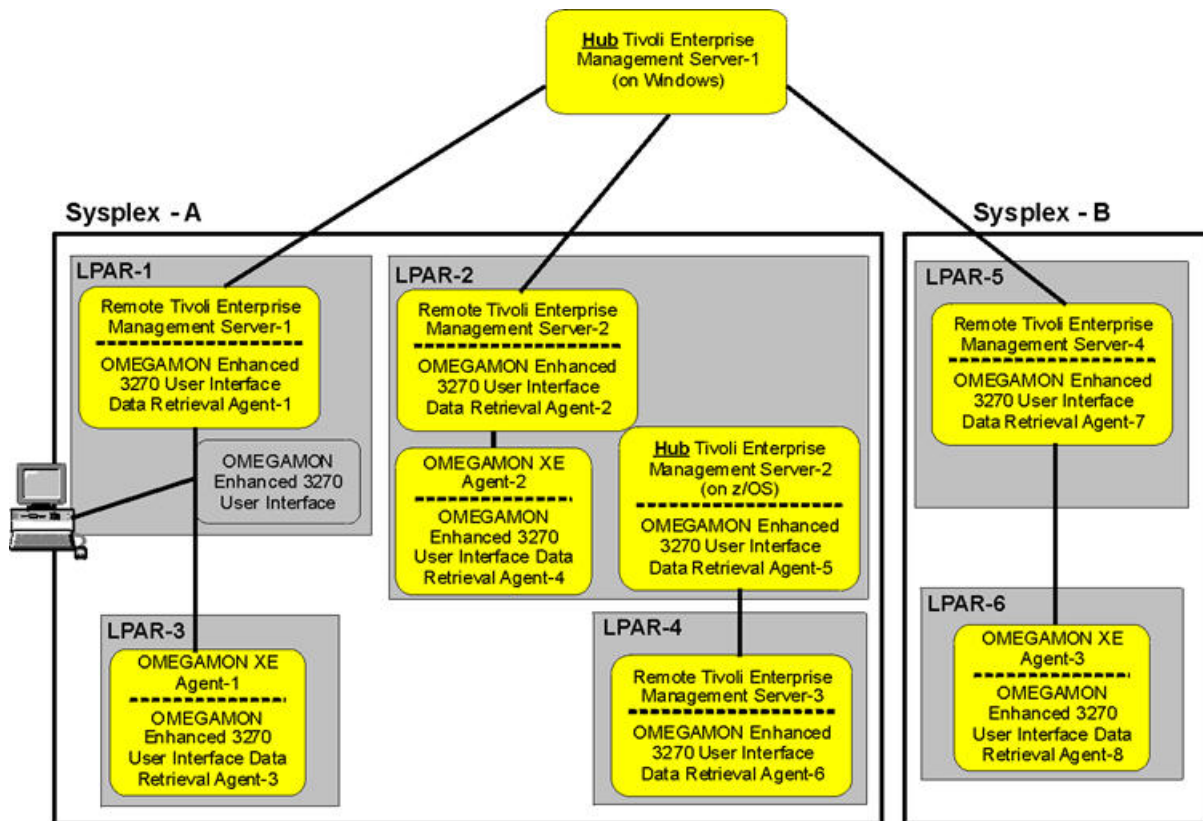 Hub Tivoli Enterprise
Management Server-1
(on Windows)
Sysplex - A
Sysplex - B
LPAR-1
Remote Tivoli Enterprise
Management Server-1
OMEGAMON Enhanced
3270 User Interface
Data Retrieval Agent-1
OMEGAMON
Enhanced 3270
User Interface
LPAR-2
Remote Tivoli Enterprise
Management Server-2
OMEGAMON Enhanced
3270 User Interface
Data Retrieval Agent-2
OMEGAMON XE
Agent-2
OMEGAMON
Enhanced 3270
User Interface Data
Retrieval Agent-4
Hub Tivoli Enterprise
Management Server-2
(on z/OS)
OMEGAMON Enhanced
3270 User Interface
Data Retrieval Agent-5
LPAR-5
Remote Tivoli Enterprise
Management Server-4
OMEGAMON Enhanced
3270 User Interface
Data Retrieval Agent-7
LPAR-3
OMEGAMON XE
Agent-1
OMEGAMON
Enhanced 3270
User Interface Data
Retrieval Agent-3
LPAR-4
Remote Tivoli Enterprise
Management Server-3
OMEGAMON Enhanced
3270 User Interface
Data Retrieval Agent-6
LPAR-6
OMEGAMON XE
Agent-3
OMEGAMON
Enhanced 3270
User Interface Data
Retrieval Agent-8